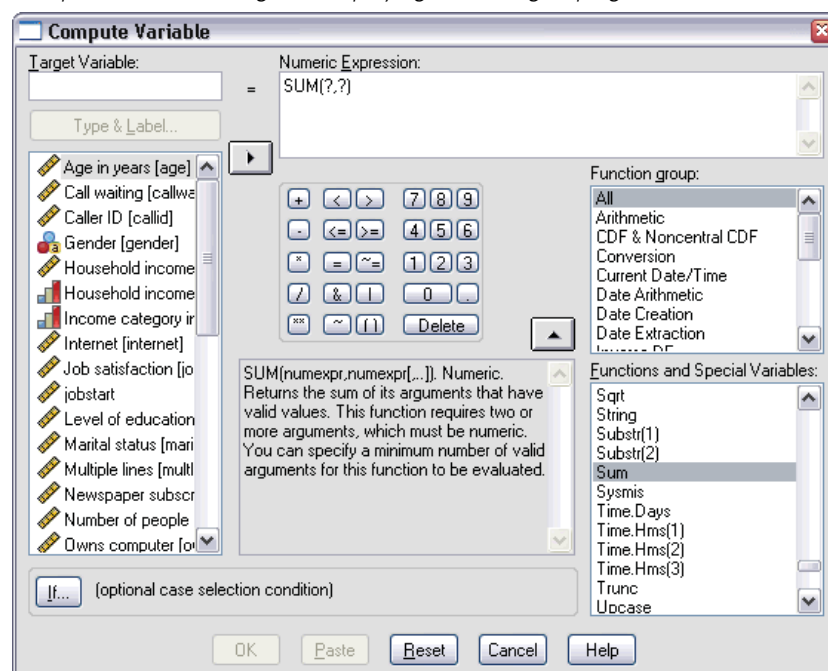 Compute Variable
Target Variable:
Numeric Expression:
=
SUM(?,?)
Type & Label...
Age in years [age]
Call waiting [callwa
Caller ID [callid]
Gender [gender]
Household income
Household income
Income category ir
Internet [internet]
Job satisfaction [jo
jobstart
Level of education
Marital status [mari
Multiple lines [multl
Newspaper subscr
Number of people
Owns computer [ov
+ < > 7 8 9
- <= >= 4 5 6
* = ~= 1 2 3
/ & | 0 .
** ~ () Delete
Function group:
All
Arithmetic
CDF & Noncentral CDF
Conversion
Current Date/Time
Date Arithmetic
Date Creation
Date Extraction
SUM(numexpr,numexpr[,..]). Numeric.
Returns the sum of its arguments that have
valid values. This function requires two or
more arguments, which must be numeric.
You can specify a minimum number of valid
arguments for this function to be evaluated.
Functions and Special Variables:
Sqrt
String
Substr(1)
Substr(2)
Sum
Sysmis
Time.Days
Time.Hms(1)
Time.Hms(2)
Time.Hms(3)
Trunc
Upcase
If... (optional case selection condition)
OK Paste Reset Cancel Help